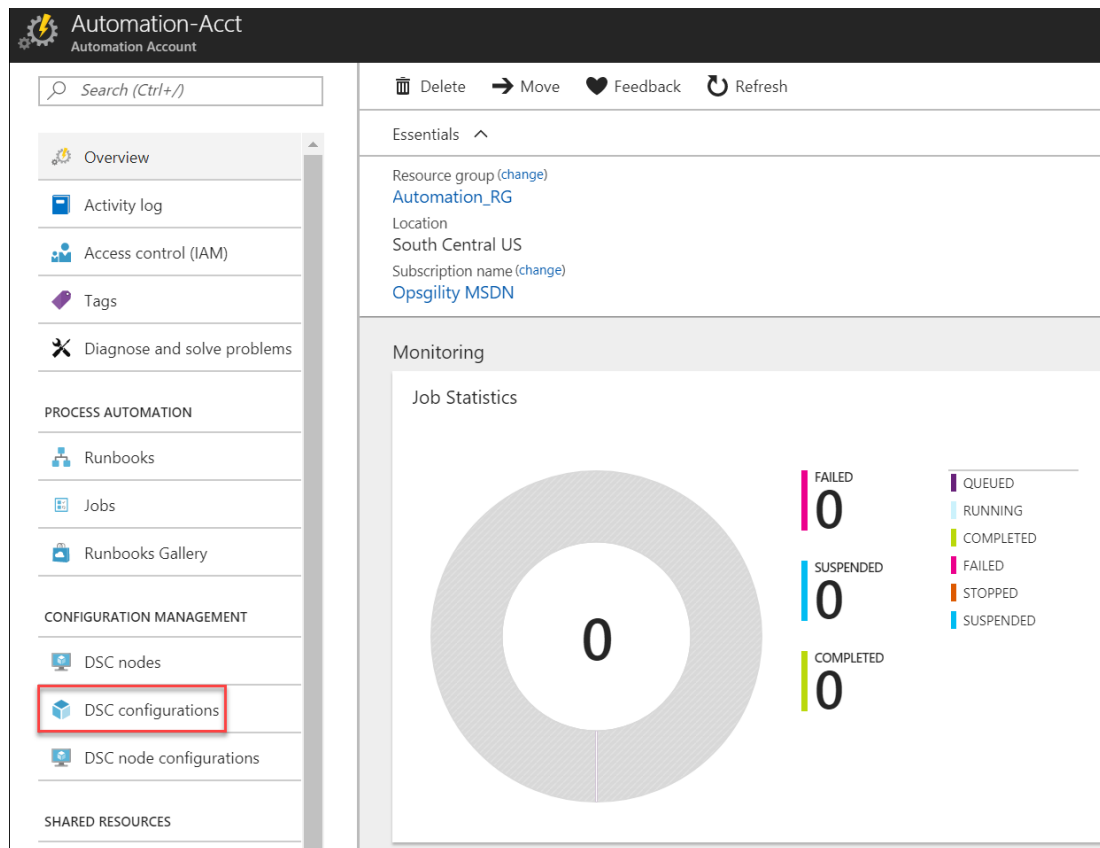 Automation-Acct
Automation Account
Search (Ctrl+/)
Overview
Activity log
Access control (IAM)
Tags
Diagnose and solve problems
PROCESS AUTOMATION
Runbooks
Jobs
Runbooks Gallery
CONFIGURATION MANAGEMENT
DSC nodes
DSC configurations
DSC node configurations
SHARED RESOURCES
Delete Move Feedback Refresh
Essentials
Resource group (change)
Automation_RG
Location
South Central US
Subscription name (change)
Opsgility MSDN
Monitoring
Job Statistics
0
FAILED
0
SUSPENDED
0
COMPLETED
0
QUEUED
RUNNING
COMPLETED
FAILED
STOPPED
SUSPENDED